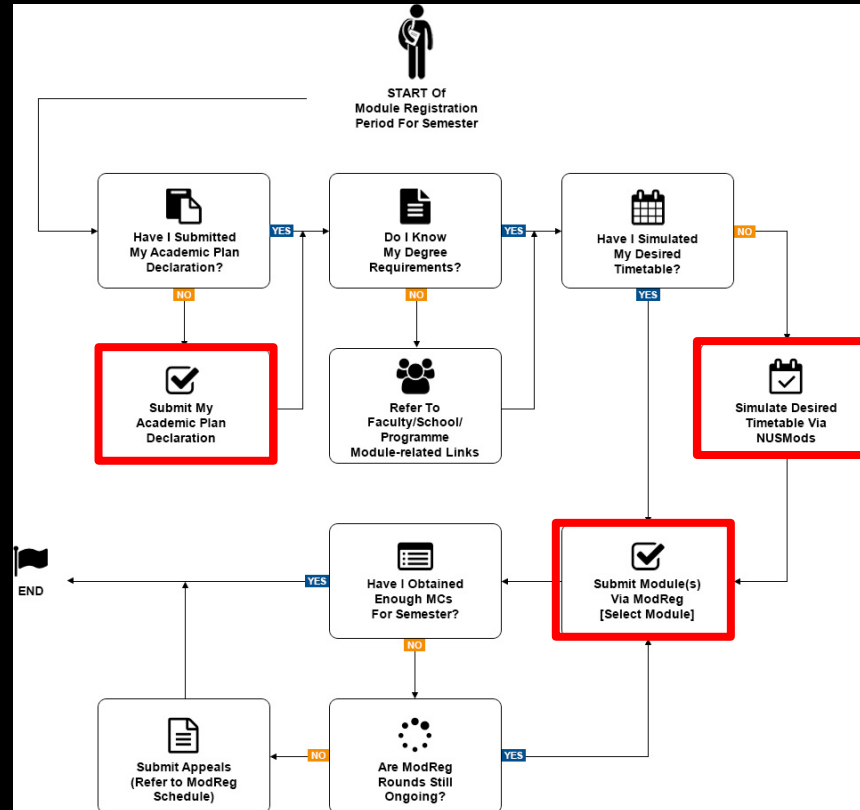 START Of
Module Registration
Period For Semester
Have I Submitted
My Academic Plan
Declaration?
YES
NO
Do I Know
My Degree
Requirements?
YES
NO
Have I Simulated
My Desired
Timetable?
NO
YES
Submit My
Academic Plan
Declaration
Refer To
Faculty/School/
Programme
Module-related Links
Simulate Desired
Timetable Via
NUSMods
END
YES
Have I Obtained
Enough MCs
For Semester?
NO
Submit Module(s)
Via ModReg
[Select Module]
Submit Appeals
(Refer to ModReg
Schedule)
NO
Are ModReg
Rounds Still
Ongoing?
YES